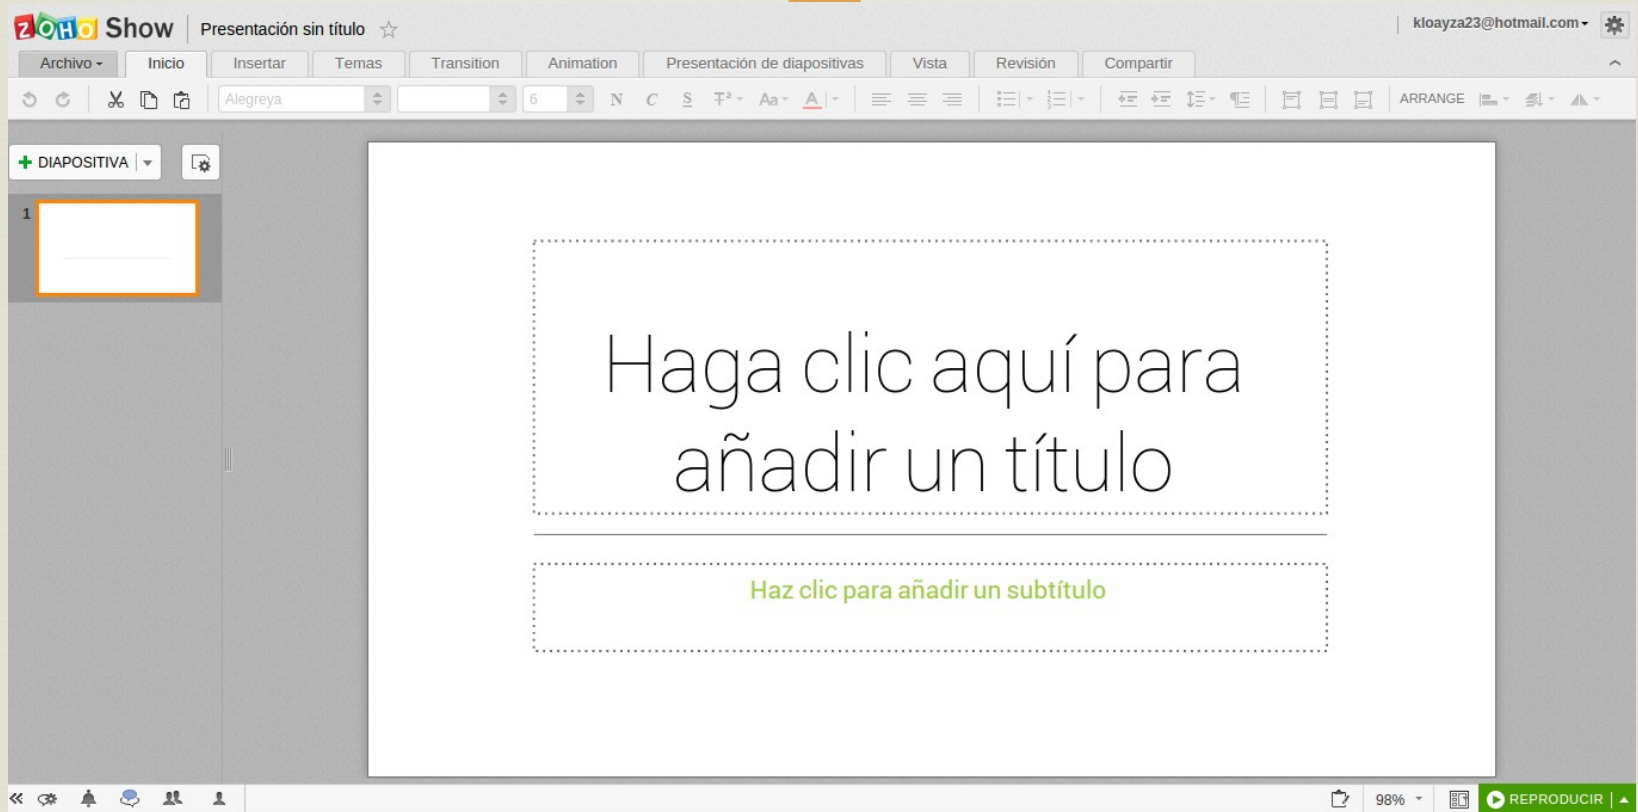 ZOHO Show Presentación sin título kloayza23@hotmail.com
Archivo Inicio Insertar Temas Transition Animation Presentación de diapositivas Vista Revisión Compartir
Alegreya 6 N C S T² Aa A ARRANGE
+ DIAPOSITIVA
1
Haga clic aquí para
añadir un título
Haz clic para añadir un subtítulo
98% REPRODUCIR